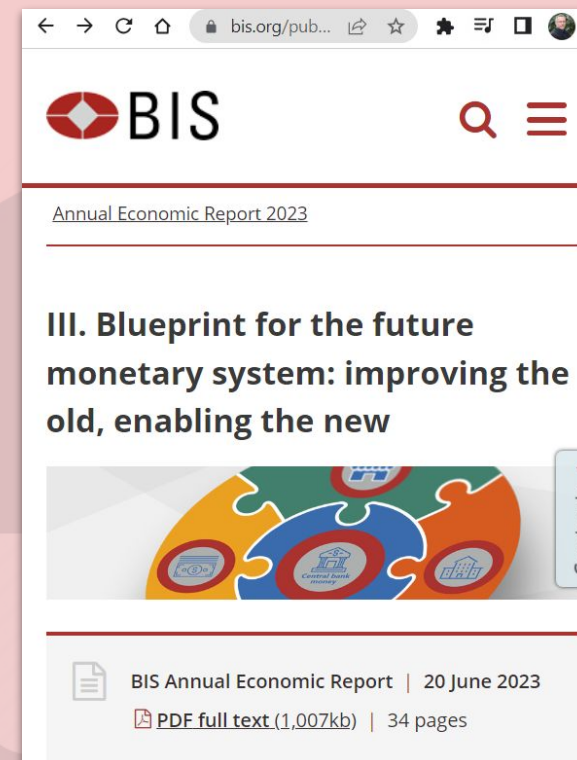 bis.org/pub...
BIS
Annual Economic Report 2023
III. Blueprint for the future
monetary system: improving the
old, enabling the new
Central bank
money
BIS Annual Economic Report | 20 June 2023
PDF full text (1,007kb) | 34 pages